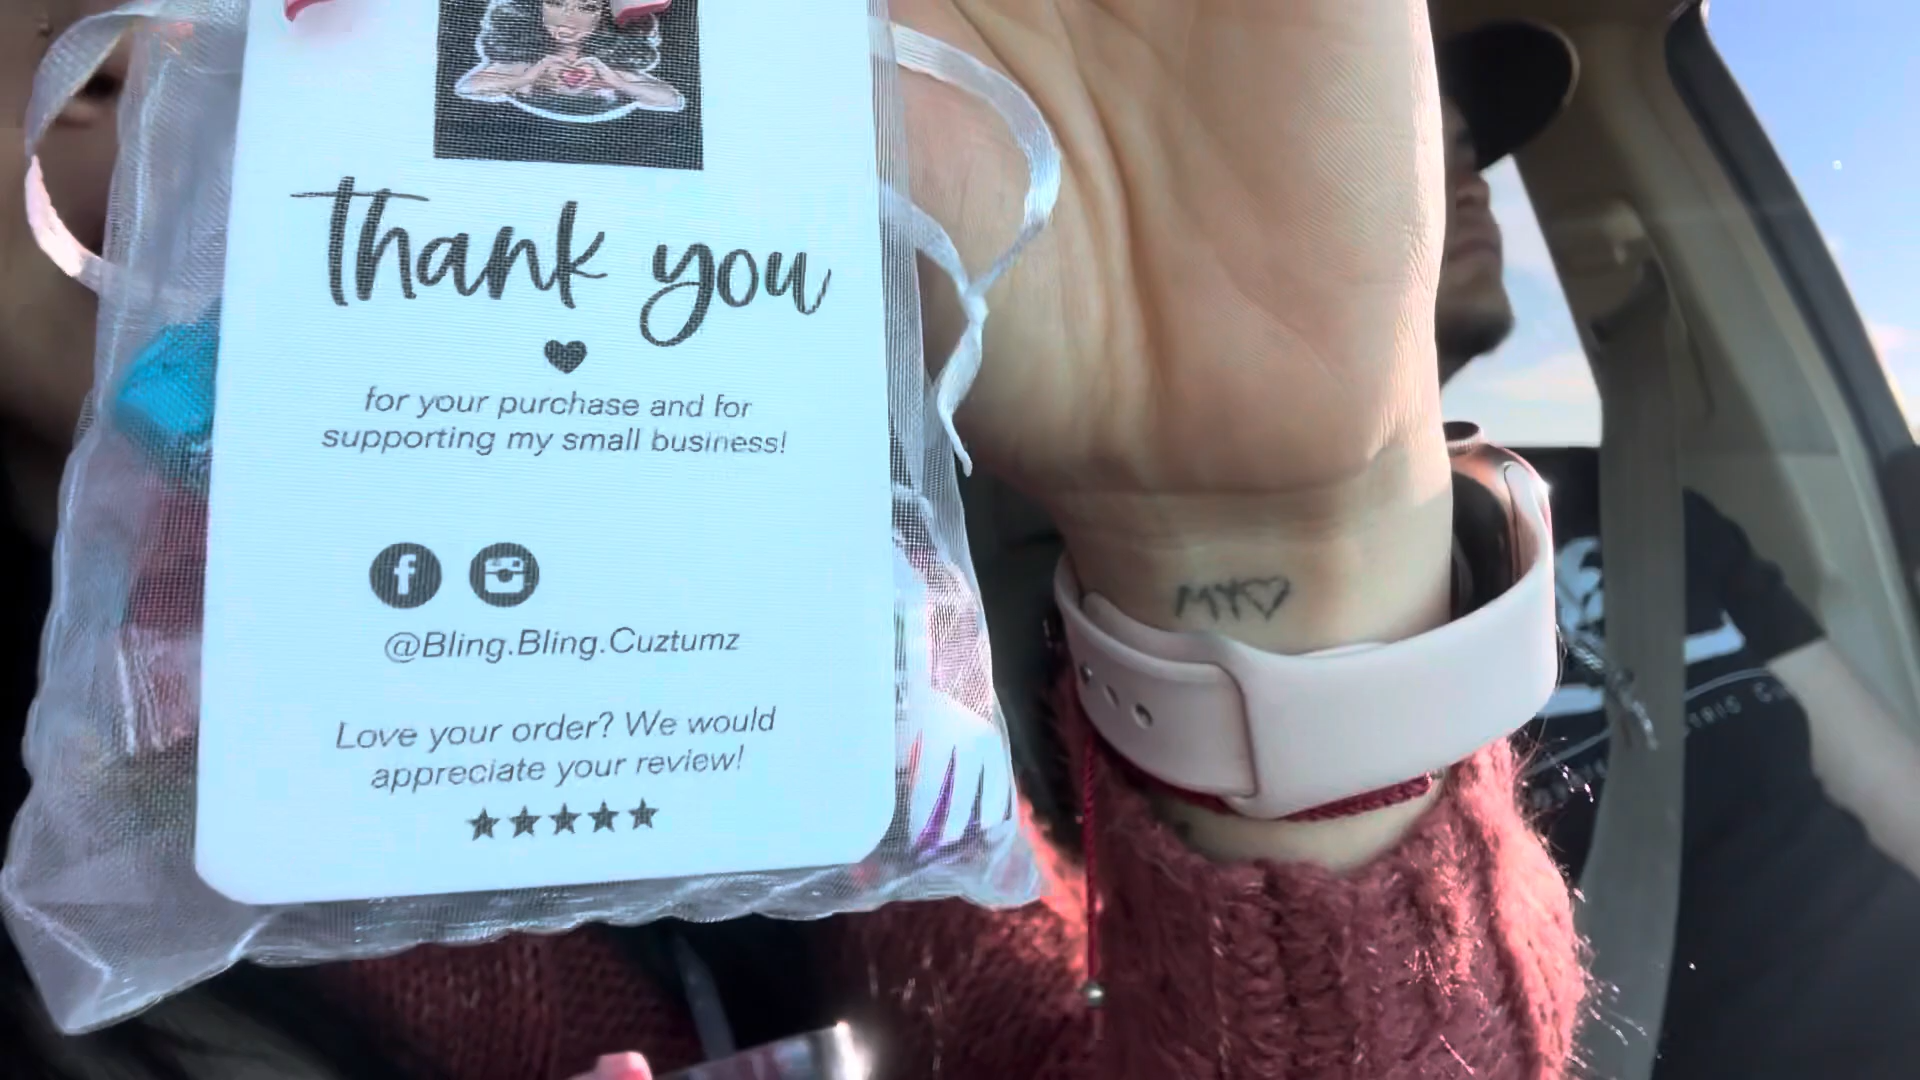 thank you
for your purchase and for
supporting my small business!
@Bling.Bling.Cuztumz
Love your order? We would
appreciate your review!
MY♡